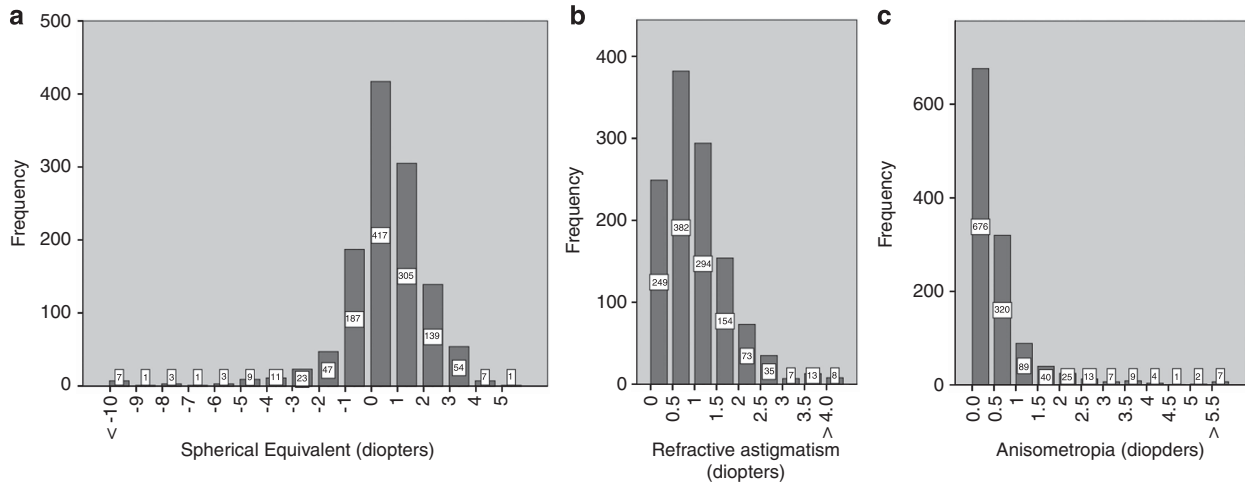 a
500
400
300
200
100
0
Frequency
7 1 3 1 3 9 11 23 47 187 417 305 139 54 7 1
< -10 -9 -8 -7 -6 -5 -4 -3 -2 -1 0 1 2 3 4 5
Spherical Equivalent (diopters)
b
400
300
200
100
0
Frequency
249 382 294 154 73 35 7 13 8
0 0.5 1 1.5 2 2.5 3 3.5 > 4.0
Refractive astigmatism
(diopters)
c
600
400
200
0
Frequency
676 320 89 40 25 13 7 9 4 1 2 7
0.0 0.5 1 1.5 2 2.5 3 3.5 4 4.5 5 > 5.5
Anisometropia (diopders)